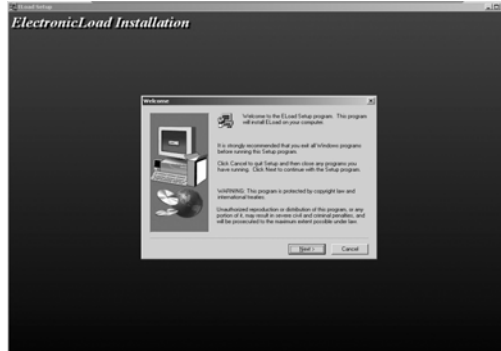 ELoad Setup
ElectronicLoad Installation
Welcome
Welcome to the ELoad Setup program. This program
will install ELoad on your computer.
It is strongly recommended that you exit all Windows programs
before running this Setup program.
Click Cancel to quit Setup and then close any programs you
have running. Click Next to continue with the Setup program.
WARNING: This program is protected by copyright law and
international treaties.
Unauthorized reproduction or distribution of this program, or any
portion of it, may result in severe civil and criminal penalties, and
will be prosecuted to the maximum extent possible under law.
Next >
Cancel